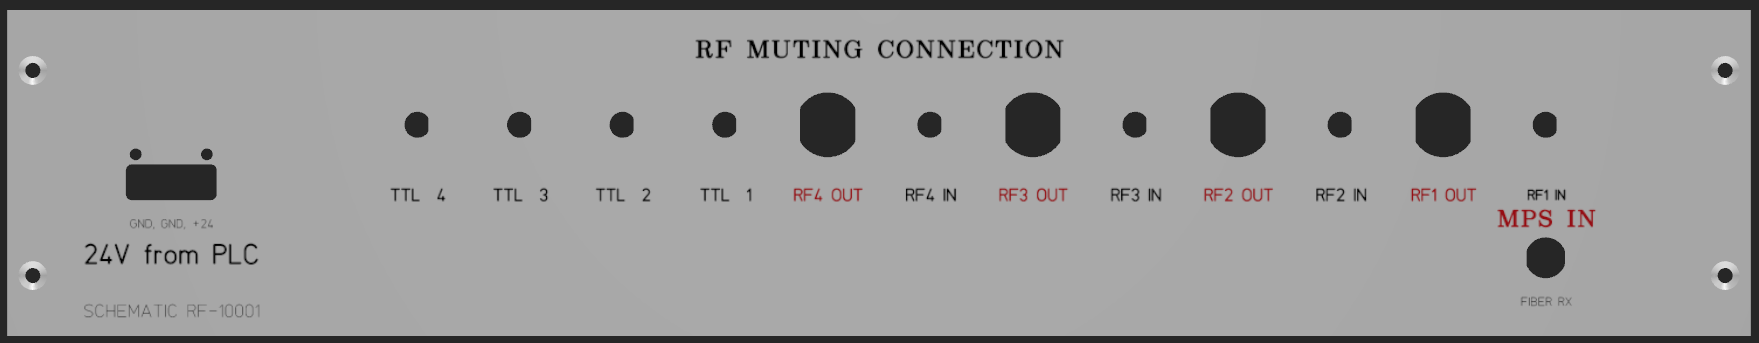 RF MUTING CONNECTION
TTL 4
TTL 3
TTL 2
TTL 1
RF4 OUT
RF4 IN
RF3 OUT
RF3 IN
RF2 OUT
RF2 IN
RF1 OUT
RF1 IN
MPS IN
GND, GND, +24
24V from PLC
FIBER RX
SCHEMATIC RF-10001